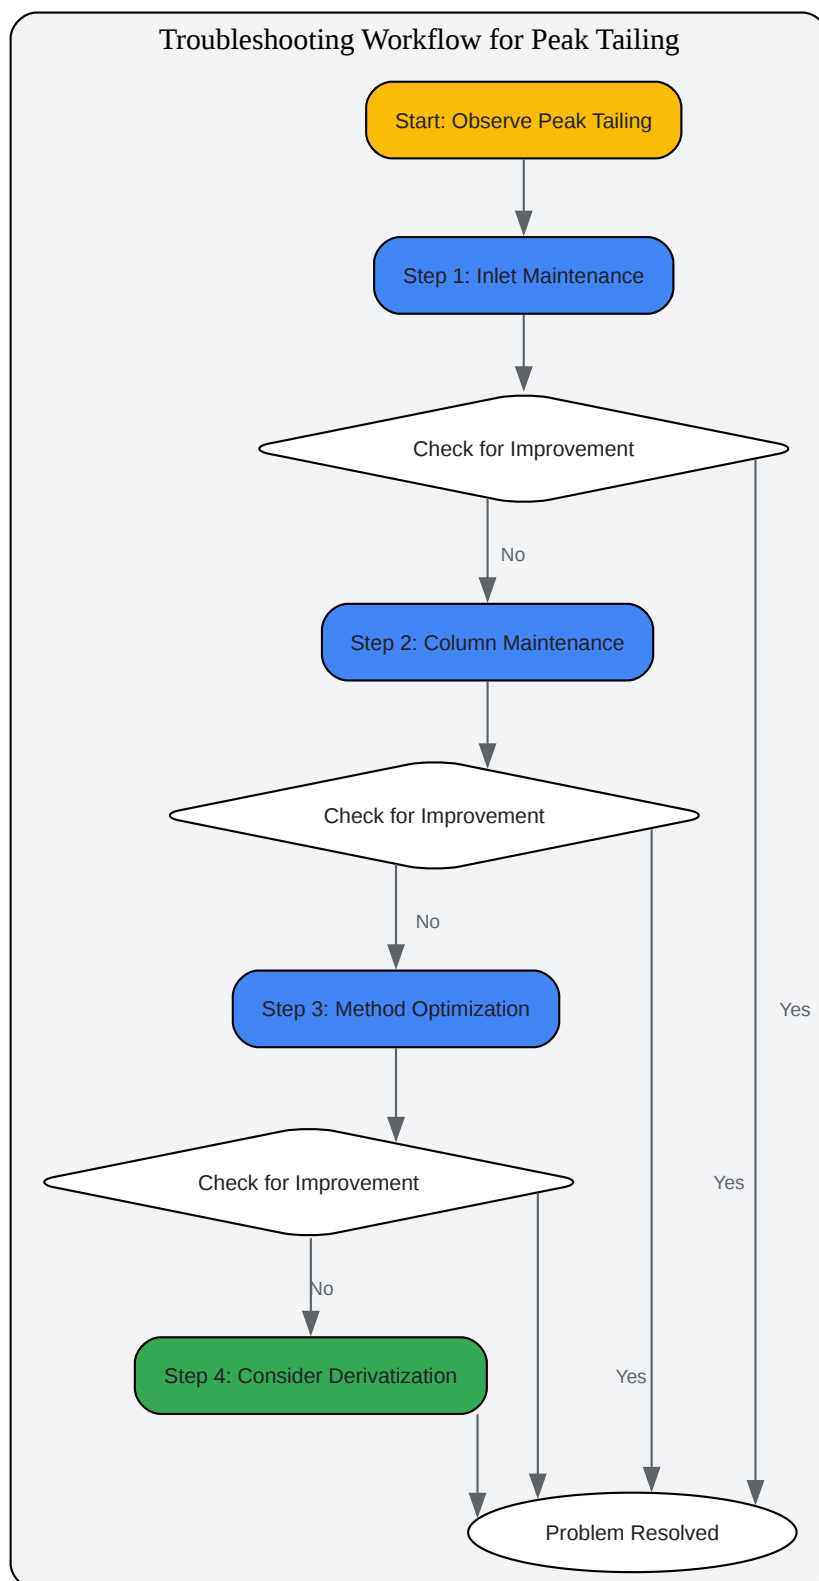 Troubleshooting Workflow for Peak Tailing
Start: Observe Peak Tailing
Step 1: Inlet Maintenance
Check for Improvement
No
Step 2: Column Maintenance
Check for Improvement
No
Step 3: Method Optimization
Yes
Check for Improvement
Yes
No
Step 4: Consider Derivatization
Yes
Problem Resolved